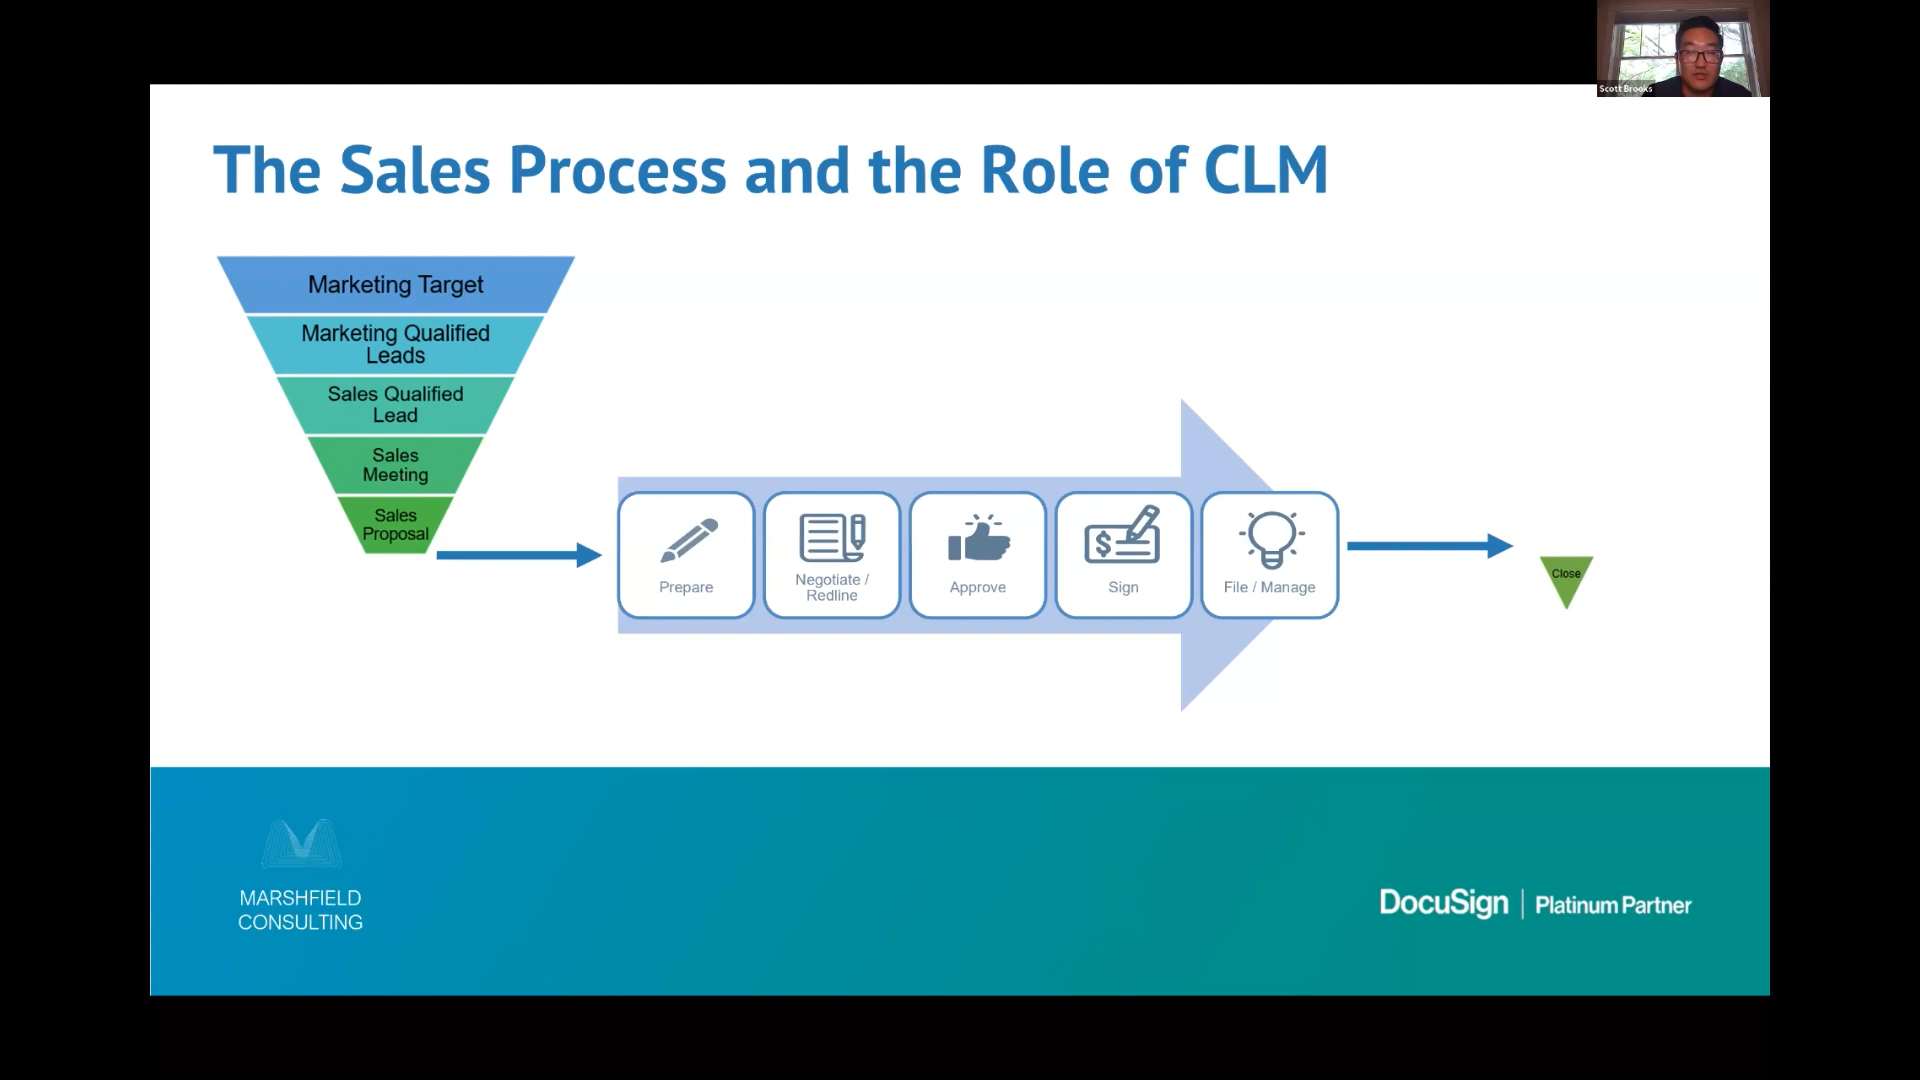 Scott Brooks
The Sales Process and the Role of CLM
Marketing Target
Marketing Qualified
Leads
Sales Qualified
Lead
Sales
Meeting
Sales
Proposal
Prepare
Negotiate /
Redline
Approve
$
Sign
File / Manage
Close
MARSHFIELD
CONSULTING
DocuSign | Platinum Partner